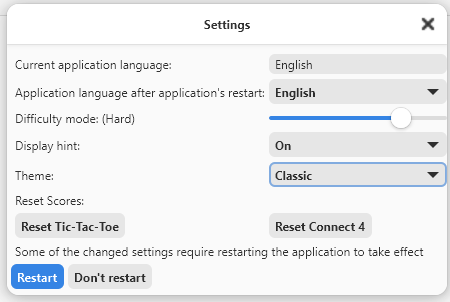 Settings
Current application language: English
Application language after application's restart: English
Difficulty mode: (Hard)
Display hint: On
Theme: Classic
Reset Scores:
Reset Tic-Tac-Toe Reset Connect 4
Some of the changed settings require restarting the application to take effect
Restart Don't restart